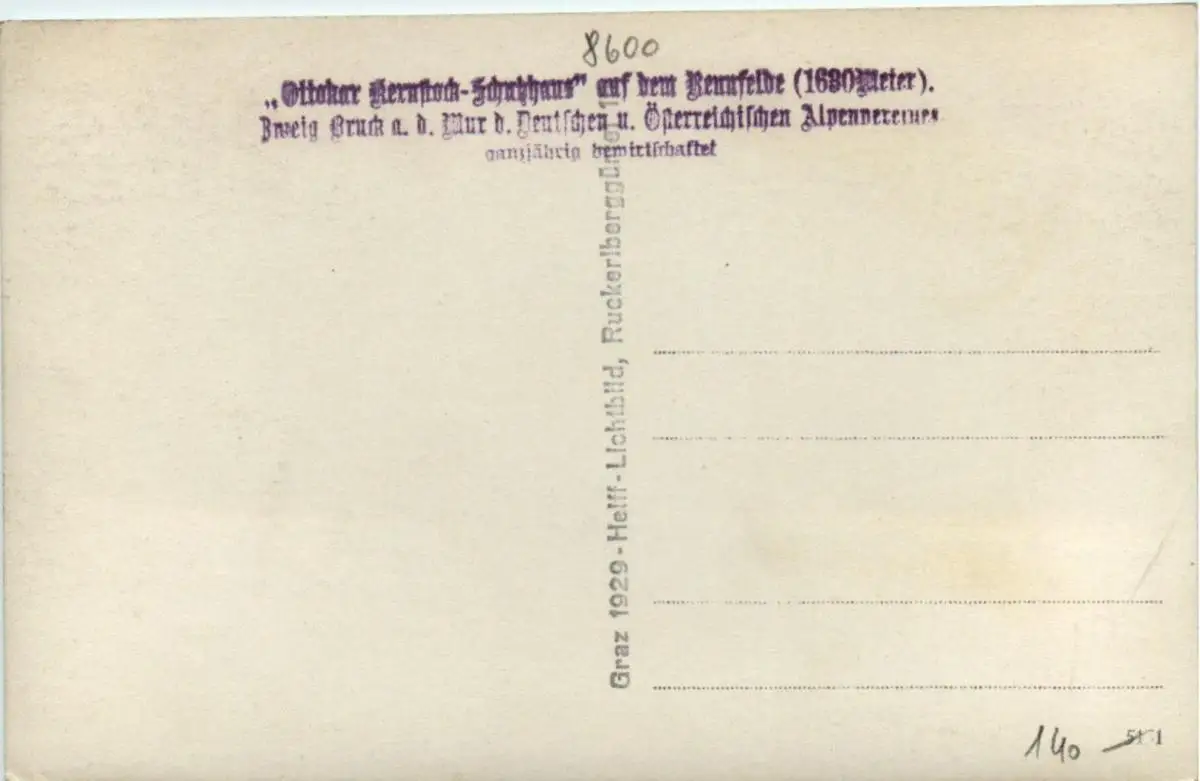 8600
„Ottokar Kernstock-Schutzhaus" auf dem Rennfelde (1630 Meter).
Zweig Bruck a. d. Mur d. Deutschen u. Österreichischen Alpenvereines
ganzjährig bewirtschaftet
Graz 1929 - Helff-Lichtbild, Ruckerlberggürtel 1
140